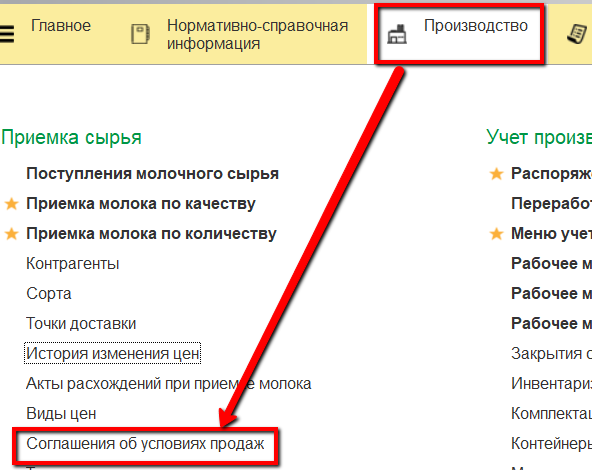 Главное
Нормативно-справочная
информация
Производство
Приемка сырья
Поступления молочного сырья
Приемка молока по качеству
Приемка молока по количеству
Контрагенты
Сорта
Точки доставки
История изменения цен
Акты расхождений при приемке молока
Виды цен
Соглашения об условиях продаж
Учет произв
Распоряже
Переработ
Меню учет
Рабочее м
Рабочее м
Рабочее м
Закрытия с
Инвентариз
Комплектац
Контейнеры